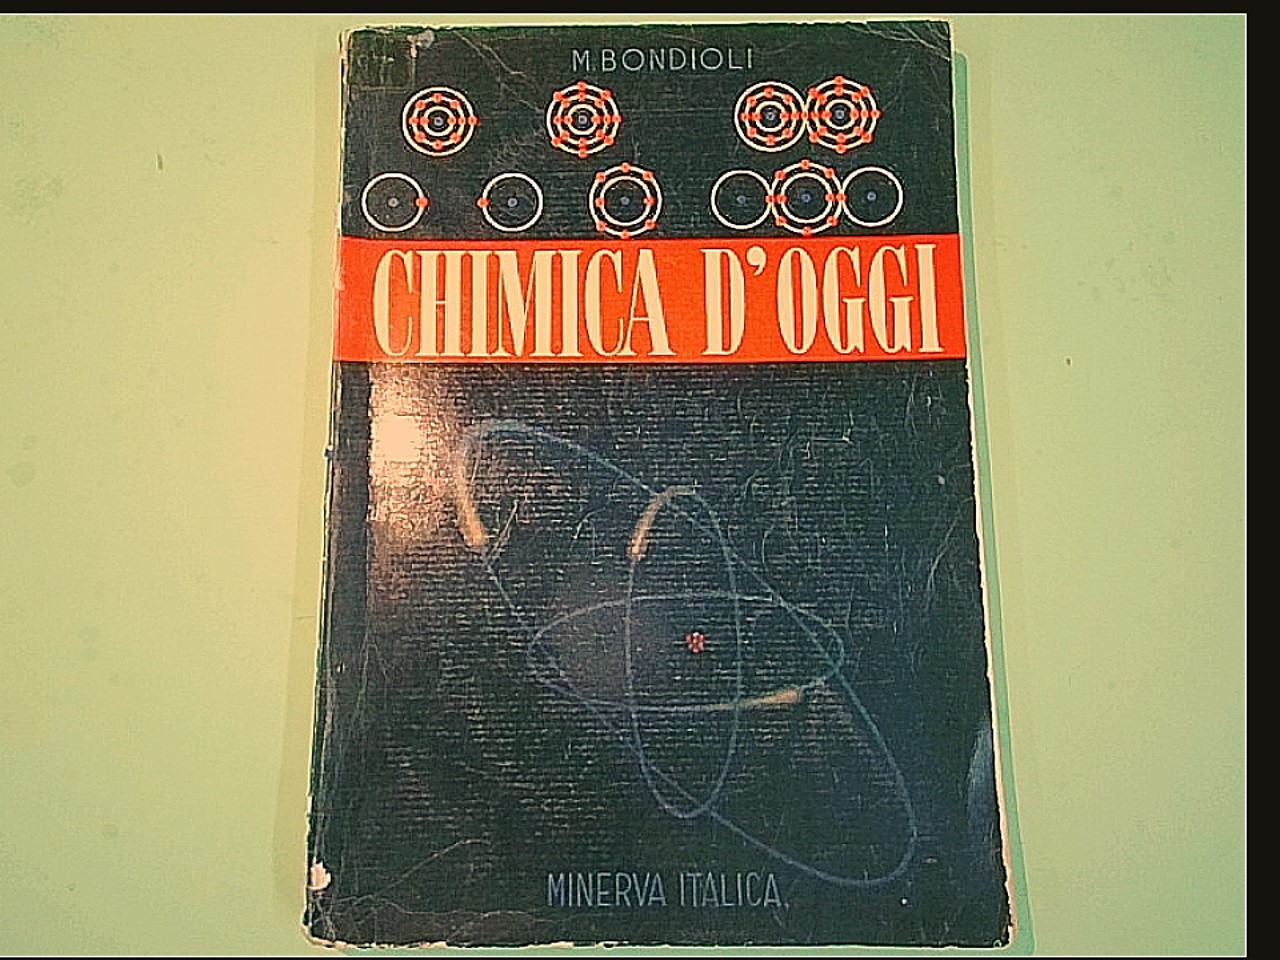 M. BONDIOLI
CHIMICA D'OGGI
MINERVA ITALICA